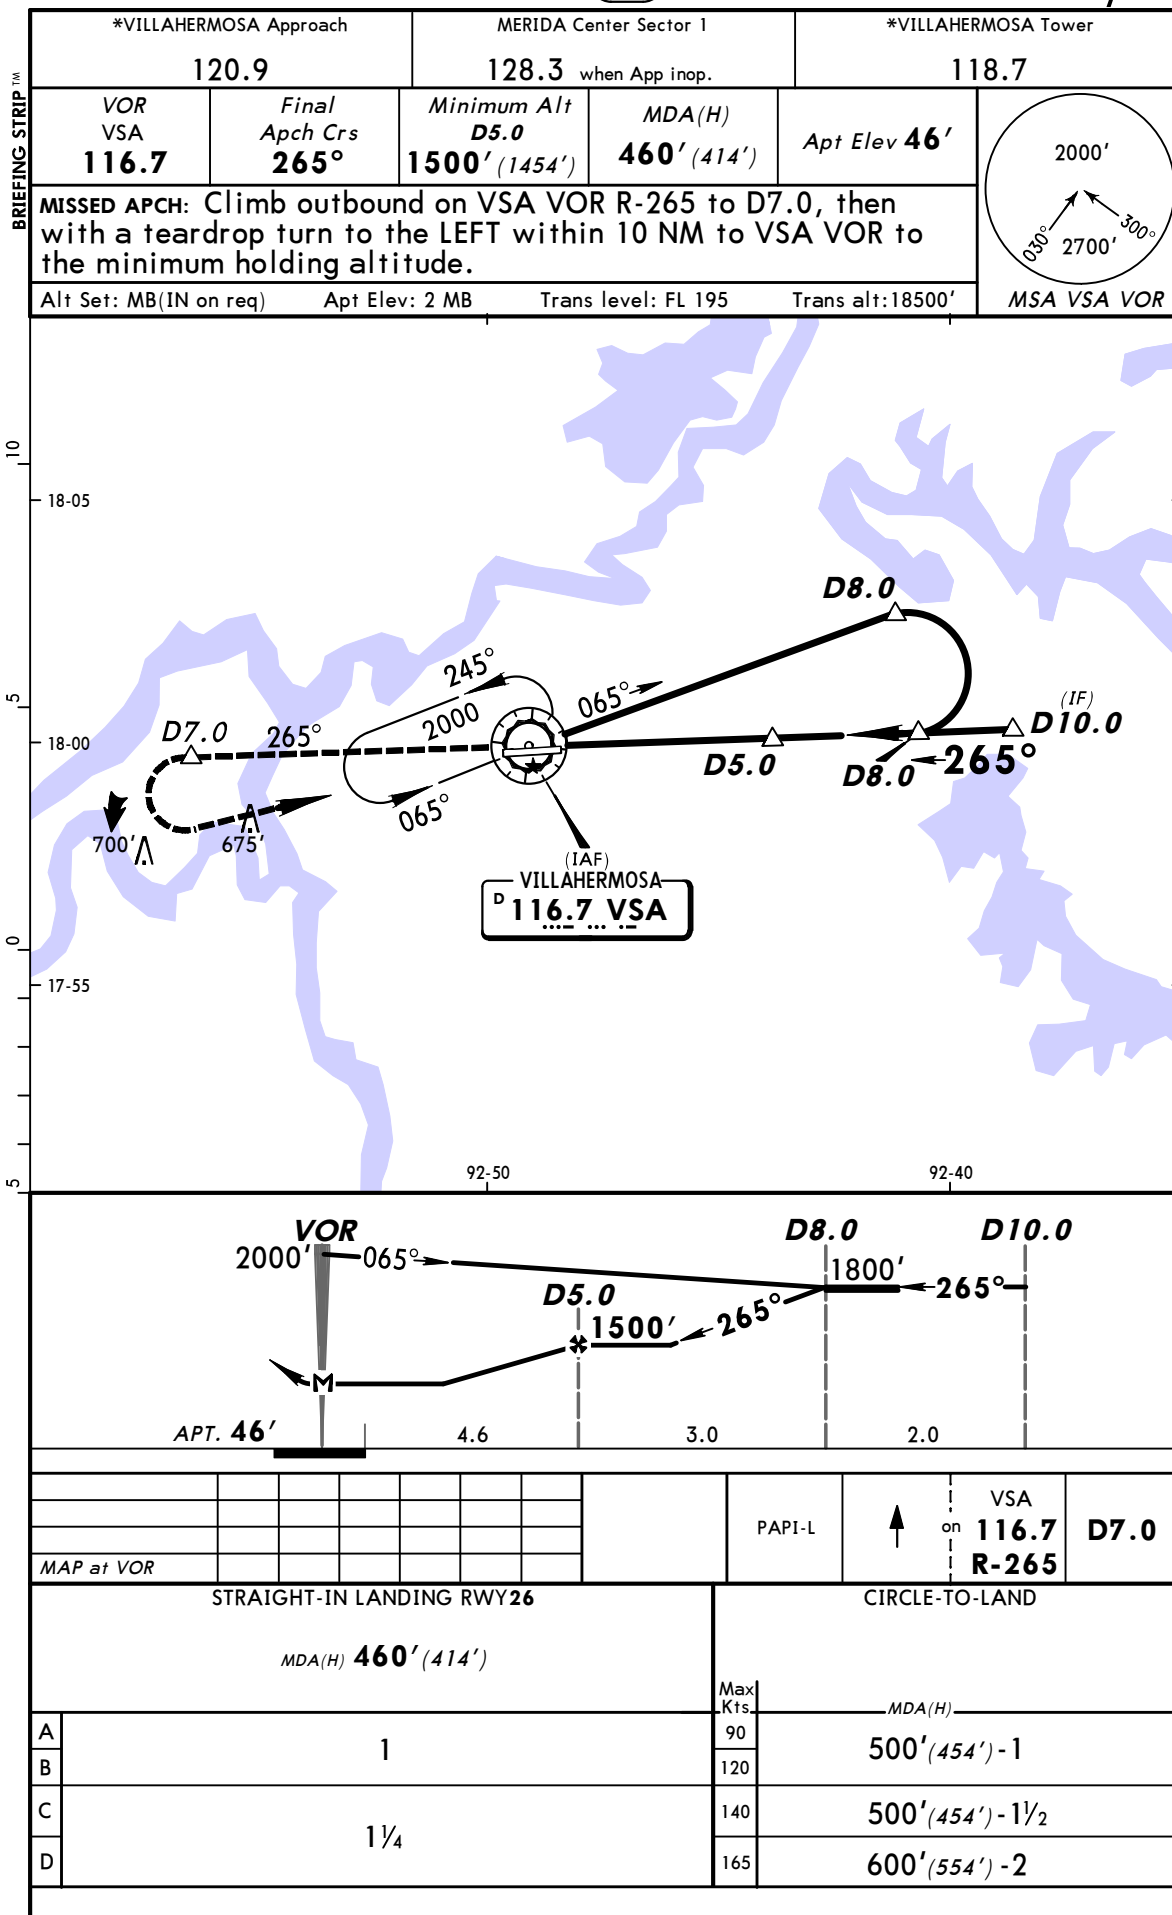 BRIEFING STRIP TM
*VILLAHERMOSA Approach
120.9
MERIDA Center Sector 1
128.3 when App inop.
*VILLAHERMOSA Tower
118.7
VOR
VSA
116.7
Final
Apch Crs
265°
Minimum Alt
D5.0
1500' (1454')
MDA(H)
460' (414')
Apt Elev 46'
MISSED APCH: Climb outbound on VSA VOR R-265 to D7.0, then
with a teardrop turn to the LEFT within 10 NM to VSA VOR to
the minimum holding altitude.
Alt Set: MB(IN on req) Apt Elev: 2 MB Trans level: FL 195 Trans alt:18500'
2000'
030°
300°
2700'
MSA VSA VOR
10
18-05
D8.0
245°
065°
5
2000
(IF)
D7.0
265°
D10.0
18-00
D5.0
D8.0
265°
065°
700'
675'
(IAF)
VILLAHERMOSA
D 116.7 VSA
0
17-55
5
92-50
92-40
VOR
D8.0
D10.0
2000'
065°
1800'
265°
D5.0
1500'
265°
M
APT. 46'
4.6
3.0
2.0
MAP at VOR
PAPI-L
on
VSA
116.7
R-265
D7.0
STRAIGHT-IN LANDING RWY 26
MDA(H) 460' (414')
CIRCLE-TO-LAND
Max
Kts
MDA(H)
A
1
90
500' (454') - 1
B
120
C
1 1/4
140
500' (454') - 1 1/2
D
165
600' (554') - 2